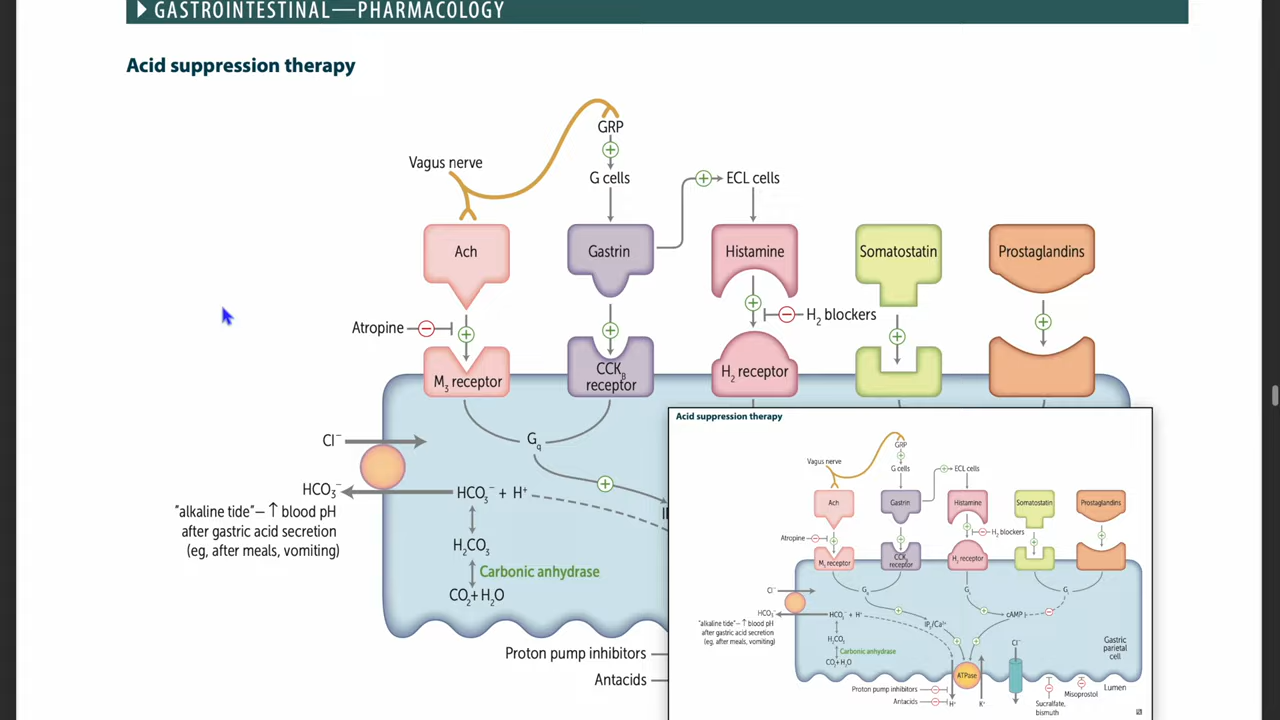 GASTROINTESTINAL—PHARMACOLOGY
Acid suppression therapy
GRP
Vagus nerve
G cells
ECL cells
Ach
Gastrin
Histamine
Somatostatin
Prostaglandins
Atropine
H₂ blockers
M₃ receptor
CCK_B
receptor
H₂ receptor
Cl⁻
Gq
HCO₃⁻
HCO₃⁻ + H⁺
"alkaline tide"—↑ blood pH
after gastric acid secretion
(eg, after meals, vomiting)
H₂CO₃
Carbonic anhydrase
CO₂+ H₂O
Proton pump inhibitors
Antacids
Acid suppression therapy
GRP
Vagus nerve
G cells
ECL cells
Ach
Gastrin
Histamine
Somatostatin
Prostaglandins
Atropine
H₂ blockers
M₃ receptor
CCK_B
receptor
H₂ receptor
Cl⁻
Gq
Gs
Gi
HCO₃⁻
HCO₃⁻ + H⁺
cAMP
IP₃/Ca²⁺
"alkaline tide"—↑ blood pH
after gastric acid secretion
(eg, after meals, vomiting)
H₂CO₃
Carbonic anhydrase
CO₂+ H₂O
Cl⁻
Gastric
parietal
cell
ATPase
Lumen
Proton pump inhibitors
Antacids
H⁺
K⁺
Misoprostol
Sucralfate,
bismuth